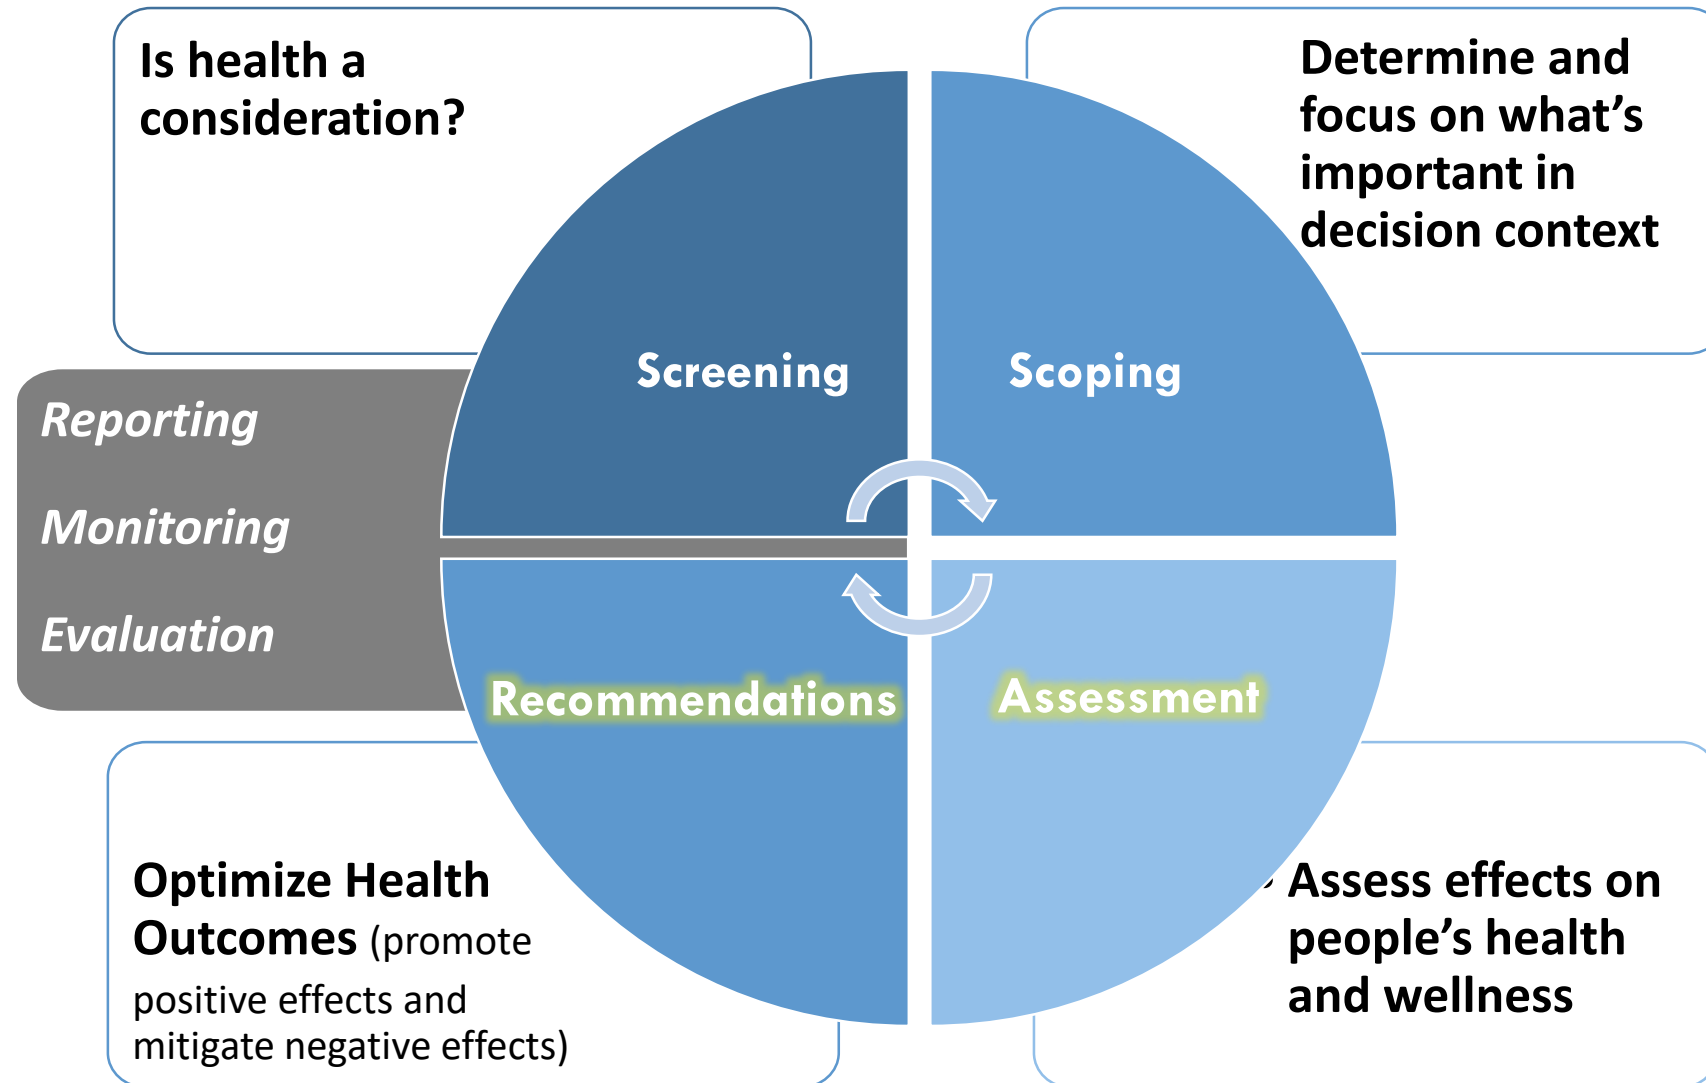 Is health a
consideration?
Determine and
focus on what’s
important in
decision context
Screening
Scoping
Reporting
Monitoring
Evaluation
Recommendations
Assessment
Optimize Health
Outcomes (promote
positive effects and
mitigate negative effects)
• Assess effects on
people’s health
and wellness